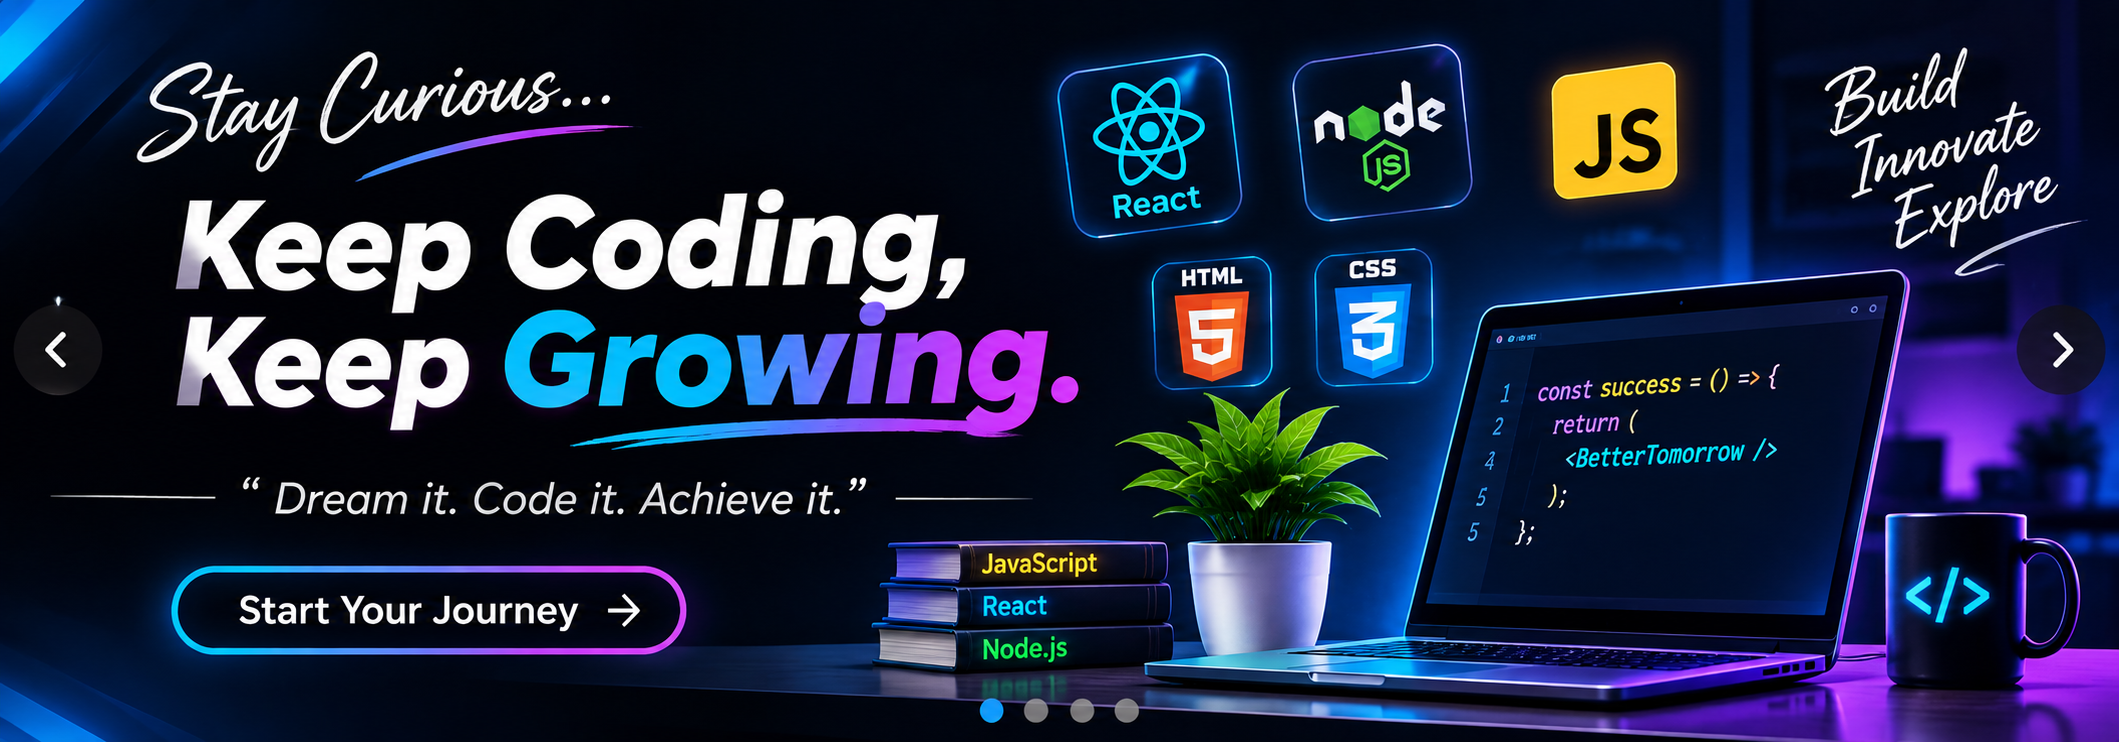 Stay Curious...
Keep Coding,
Keep Growing.
“ Dream it. Code it. Achieve it.”
Start Your Journey →
React
node
JS
JS
HTML
5
CSS
3
Build
Innovate
Explore
1 const success = () => {
2 return (
4 <BetterTomorrow />
5 );
5 };
JavaScript
React
Node.js
</>